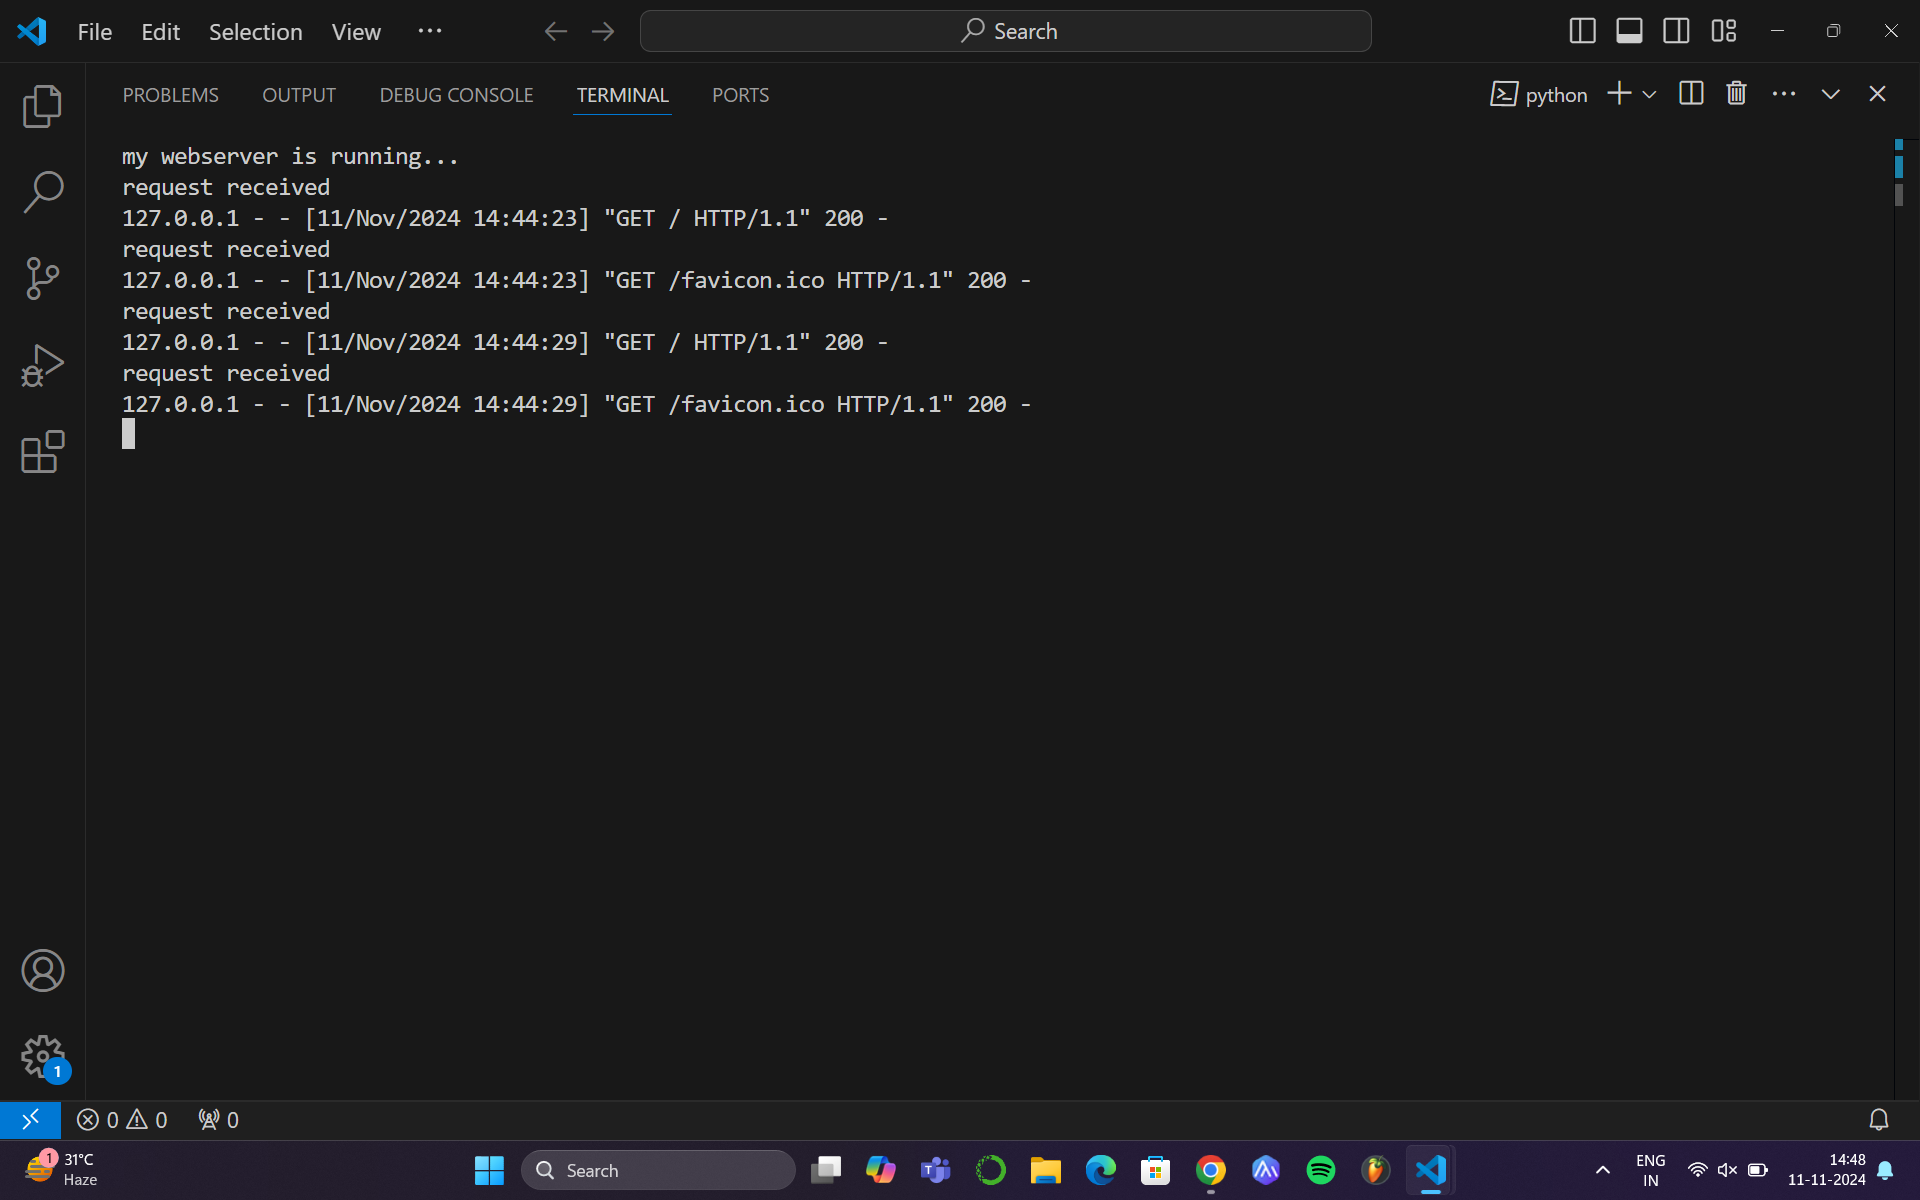 File Edit Selection View ···
Search
PROBLEMS OUTPUT DEBUG CONSOLE TERMINAL PORTS
python
my webserver is running...
request received
127.0.0.1 - - [11/Nov/2024 14:44:23] "GET / HTTP/1.1" 200 -
request received
127.0.0.1 - - [11/Nov/2024 14:44:23] "GET /favicon.ico HTTP/1.1" 200 -
request received
127.0.0.1 - - [11/Nov/2024 14:44:29] "GET / HTTP/1.1" 200 -
request received
127.0.0.1 - - [11/Nov/2024 14:44:29] "GET /favicon.ico HTTP/1.1" 200 -
1
0 0 0
1
31°C
Haze
Search
ENG
IN
14:48
11-11-2024